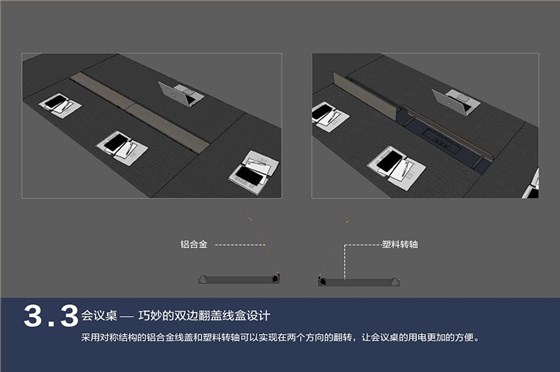 铝合金
塑料转轴
3.3 会议桌 — 巧妙的双边翻盖线盒设计
采用对称结构的铝合金线盖和塑料转轴可以实现在两个方向的翻转，让会议桌的用电更加的方便。